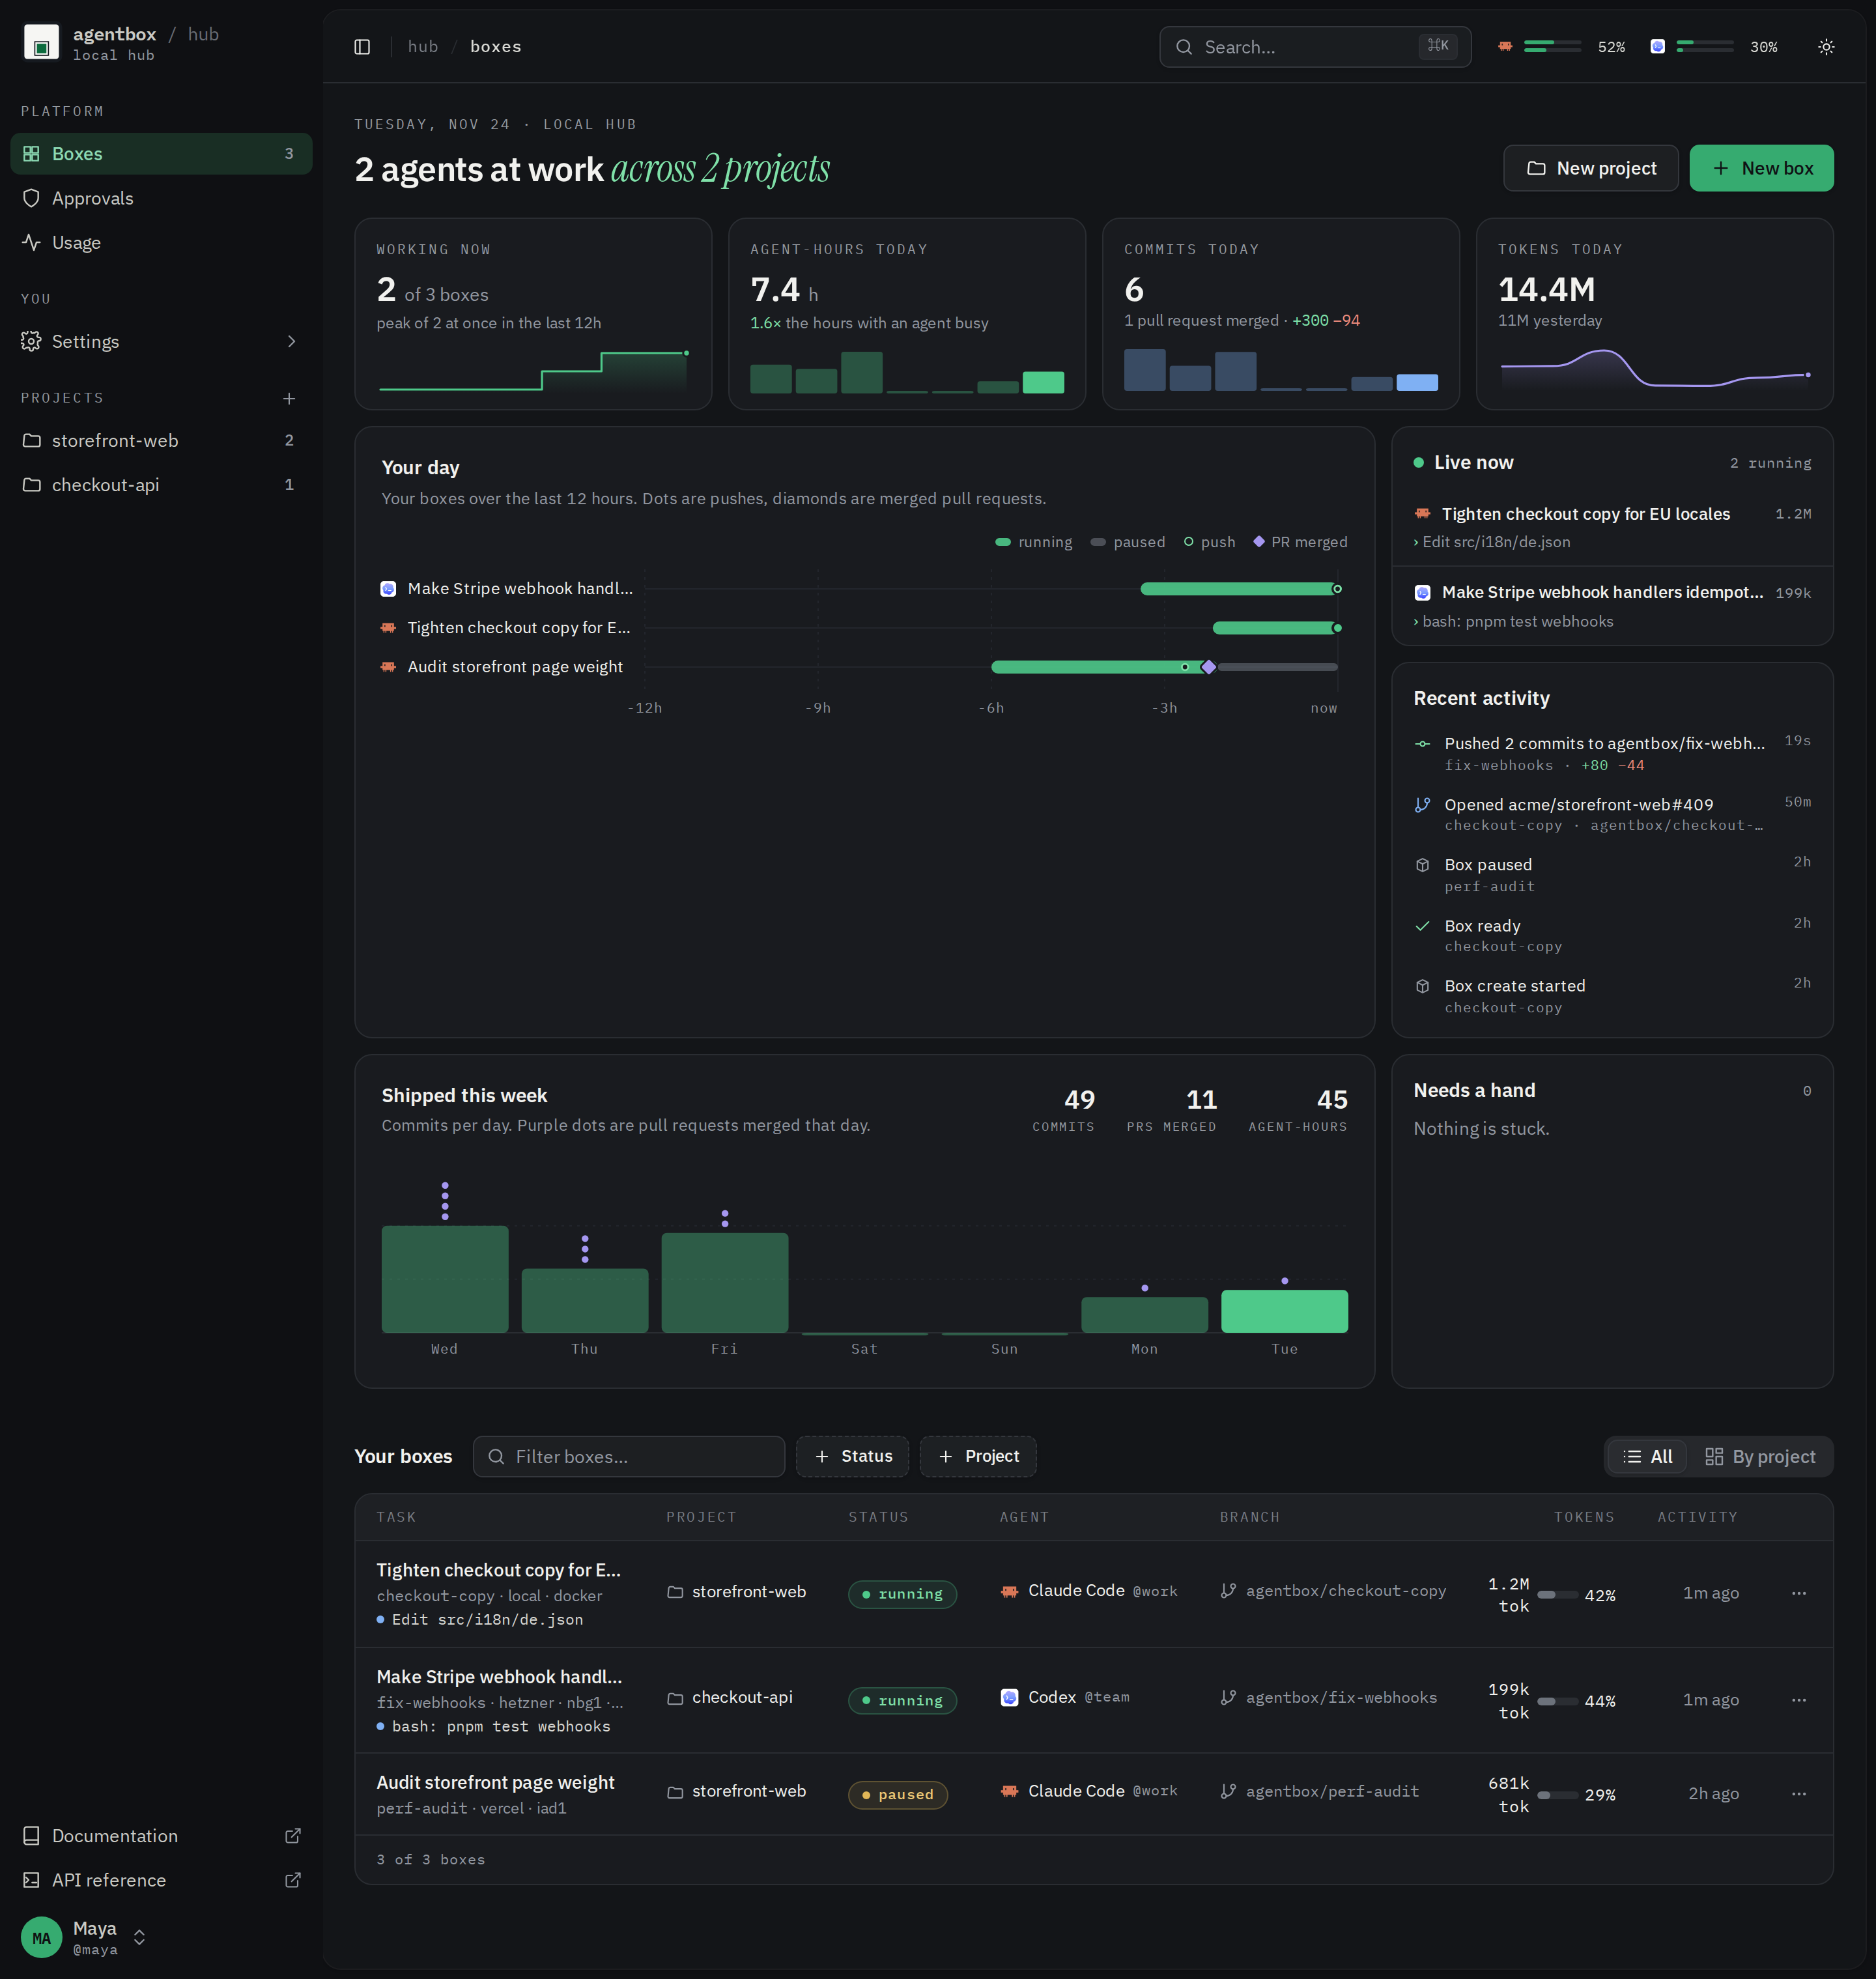 agentbox / hub
local hub
PLATFORM
Boxes 3
Approvals
Usage
YOU
Settings
PROJECTS
storefront-web 2
checkout-api 1
Documentation
API reference
MA
Maya
@maya
hub / boxes
Search... ⌘K
52%
30%
TUESDAY, NOV 24 · LOCAL HUB
2 agents at work across 2 projects
New project
New box
WORKING NOW
2 of 3 boxes
peak of 2 at once in the last 12h
AGENT-HOURS TODAY
7.4 h
1.6× the hours with an agent busy
COMMITS TODAY
6
1 pull request merged · +300 −94
TOKENS TODAY
14.4M
11M yesterday
Your day
Your boxes over the last 12 hours. Dots are pushes, diamonds are merged pull requests.
running paused push PR merged
Make Stripe webhook handl...
Tighten checkout copy for E...
Audit storefront page weight
-12h -9h -6h -3h now
Live now 2 running
Tighten checkout copy for EU locales 1.2M
› Edit src/i18n/de.json
Make Stripe webhook handlers idempot... 199k
› bash: pnpm test webhooks
Recent activity
Pushed 2 commits to agentbox/fix-webh... 19s
fix-webhooks · +80 −44
Opened acme/storefront-web#409 50m
checkout-copy · agentbox/checkout-…
Box paused 2h
perf-audit
Box ready 2h
checkout-copy
Box create started 2h
checkout-copy
Shipped this week
Commits per day. Purple dots are pull requests merged that day.
49 11 45
COMMITS PRS MERGED AGENT-HOURS
Wed Thu Fri Sat Sun Mon Tue
Needs a hand 0
Nothing is stuck.
Your boxes
Filter boxes...
+ Status
+ Project
All
By project
TASK PROJECT STATUS AGENT BRANCH TOKENS ACTIVITY
Tighten checkout copy for E...
checkout-copy · local · docker
Edit src/i18n/de.json
storefront-web running Claude Code @work agentbox/checkout-copy 1.2M tok 42% 1m ago
Make Stripe webhook handl...
fix-webhooks · hetzner · nbg1 ·...
bash: pnpm test webhooks
checkout-api running Codex @team agentbox/fix-webhooks 199k tok 44% 1m ago
Audit storefront page weight
perf-audit · vercel · iad1
storefront-web paused Claude Code @work agentbox/perf-audit 681k tok 29% 2h ago
3 of 3 boxes